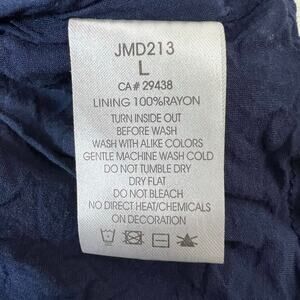 JMD213
L
CA# 29438
LINING 100%RAYON
TURN INSIDE OUT
BEFORE WASH
WASH WITH ALIKE COLORS
GENTLE MACHINE WASH COLD
DO NOT TUMBLE DRY
DRY FLAT
DO NOT BLEACH
NO DIRECT HEAT/CHEMICALS
ON DECORATION